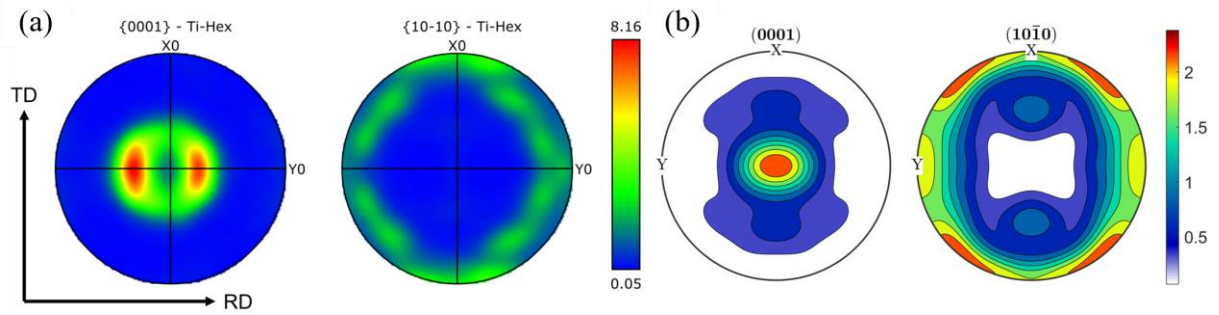 (a)
{0001} - Ti-Hex
X0
Y0
TD
RD
{10-10} - Ti-Hex
X0
Y0
8.16
0.05
(b)
(0001)
X
Y
(101̄0)
X
Y
2
1.5
1
0.5